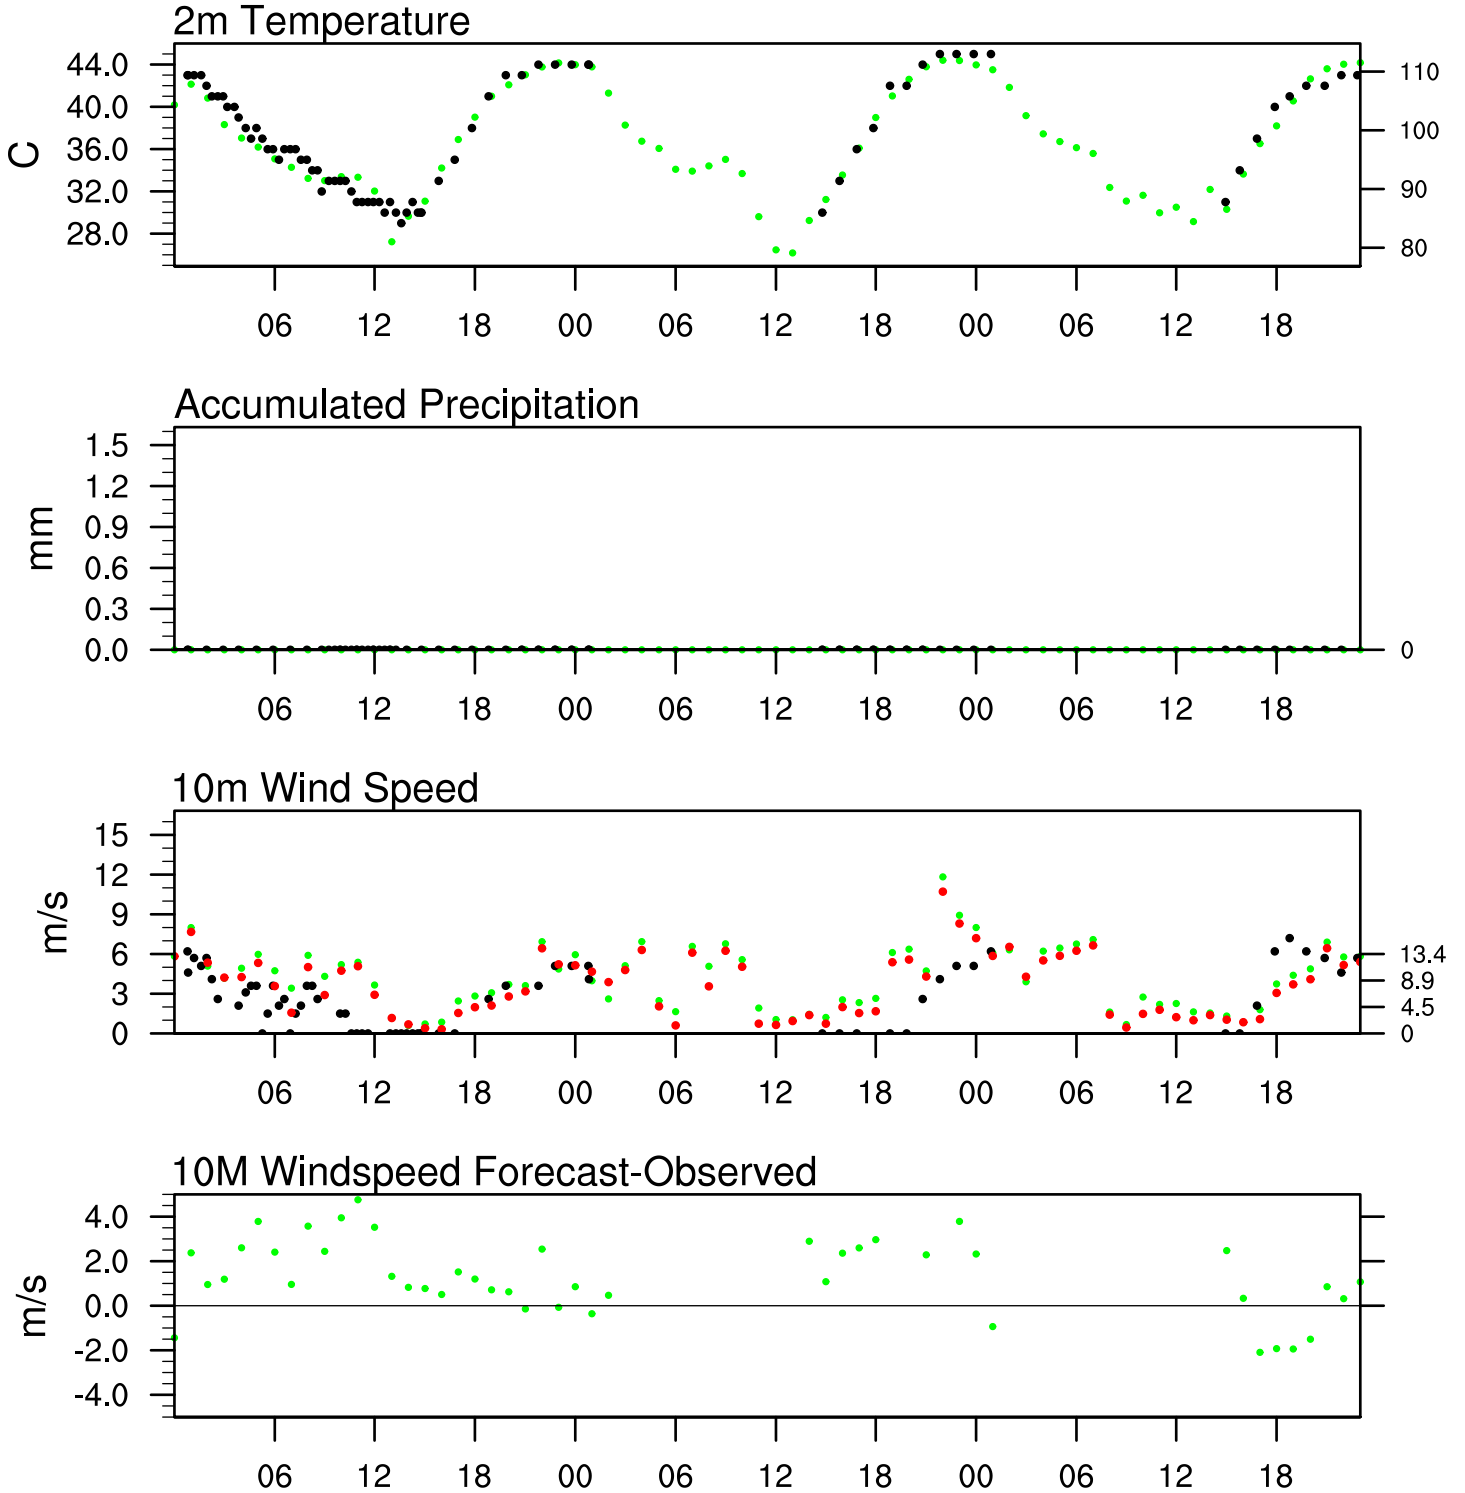 2m Temperature
C
44.0
40.0
36.0
32.0
28.0
110
100
90
80
06 12 18 00 06 12 18 00 06 12 18
Accumulated Precipitation
mm
1.5
1.2
0.9
0.6
0.3
0.0
0
06 12 18 00 06 12 18 00 06 12 18
10m Wind Speed
m/s
15
12
9
6
3
0
13.4
8.9
4.5
0
06 12 18 00 06 12 18 00 06 12 18
10M Windspeed Forecast-Observed
m/s
4.0
2.0
0.0
-2.0
-4.0
06 12 18 00 06 12 18 00 06 12 18